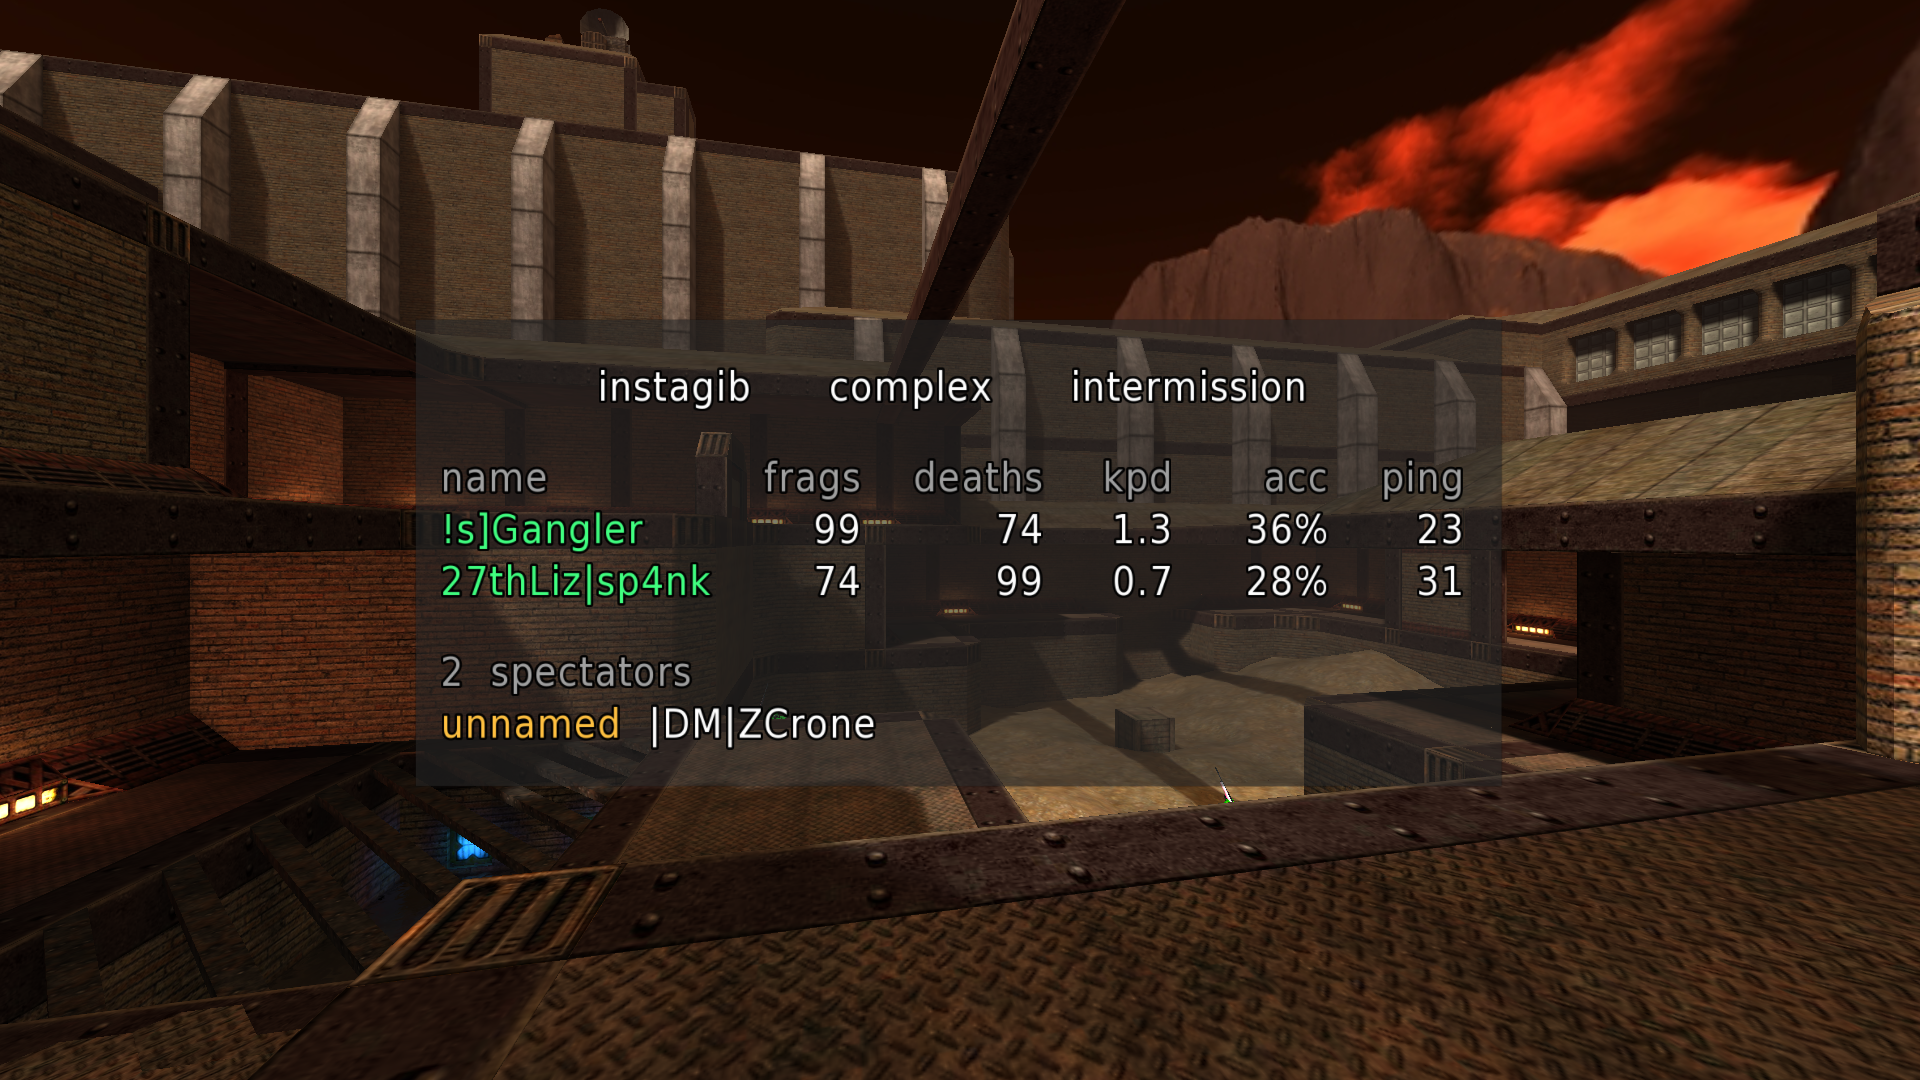 instagib complex intermission
name frags deaths kpd acc ping
!s]Gangler 99 74 1.3 36% 23
27thLiz|sp4nk 74 99 0.7 28% 31
2 spectators
unnamed |DM|ZCrone